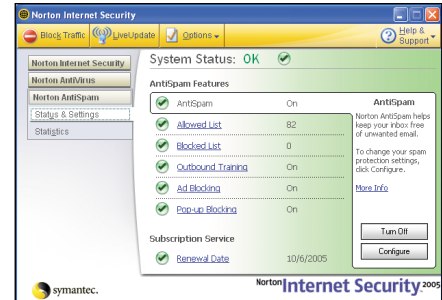 Norton Internet Security
Block Traffic LiveUpdate Options Help & Support
Norton Internet Security
Norton AntiVirus
Norton AntiSpam
Status & Settings
Statistics
System Status: OK
AntiSpam Features
AntiSpam On
Allowed List 82
Blocked List 0
Outbound Training On
Ad Blocking On
Pop-up Blocking On
Subscription Service
Renewal Date 10/6/2005
AntiSpam
Norton AntiSpam helps
keep your inbox free
of unwanted email.
To change your spam
protection settings,
click Configure.
More Info
Turn Off
Configure
symantec.
Norton Internet Security 2005